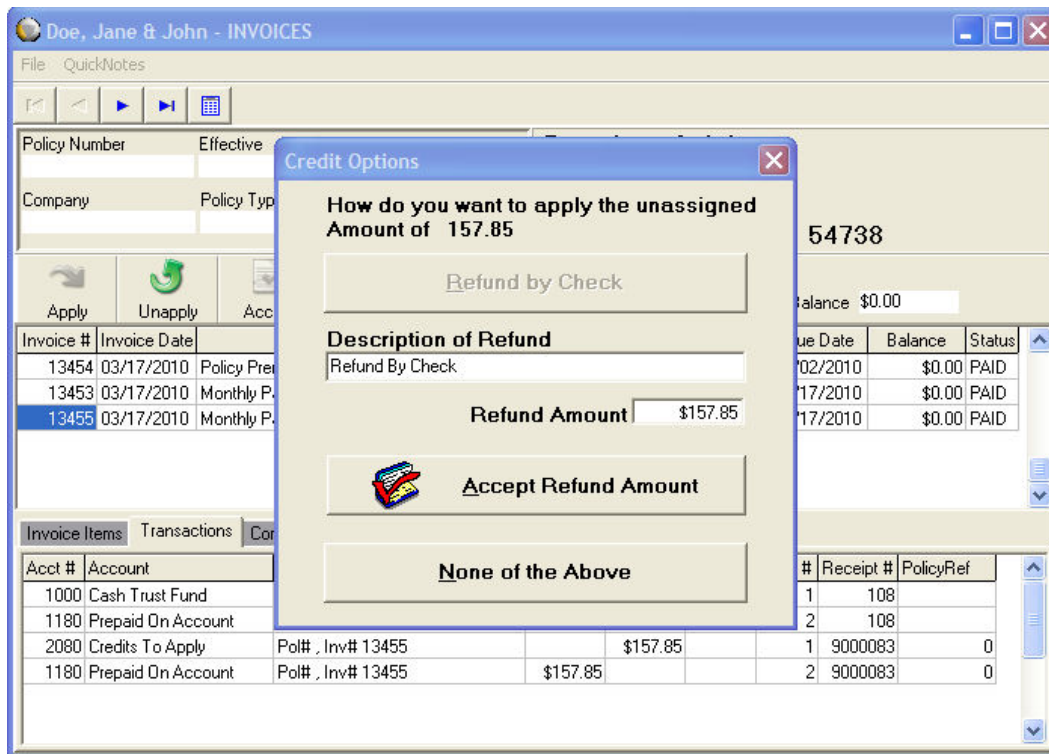 Doe, Jane & John - INVOICES
File QuickNotes
Policy Number Effective
Company Policy Typ
54738
Apply Unapply Acc
Balance $0.00
Credit Options
How do you want to apply the unassigned
Amount of 157.85
Refund by Check
Description of Refund
Refund By Check
Refund Amount $157.85
Accept Refund Amount
None of the Above
Invoice # Invoice Date ue Date Balance Status
13454 03/17/2010 Policy Pre /02/2010 $0.00 PAID
13453 03/17/2010 Monthly P /17/2010 $0.00 PAID
13455 03/17/2010 Monthly P /17/2010 $0.00 PAID
Invoice Items Transactions Co
Acct # Account # Receipt # PolicyRef
1000 Cash Trust Fund 1 108
1180 Prepaid On Account 2 108
2080 Credits To Apply Pol# , Inv# 13455 $157.85 1 9000083 0
1180 Prepaid On Account Pol# , Inv# 13455 $157.85 2 9000083 0